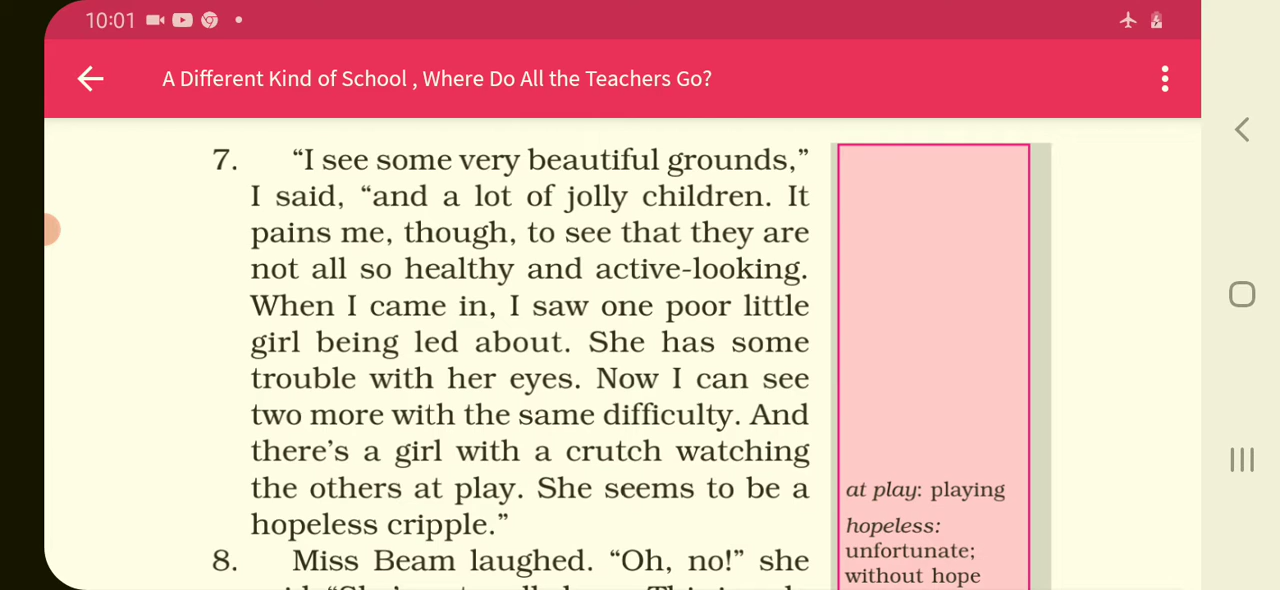 10:01
A Different Kind of School , Where Do All the Teachers Go?
7. “I see some very beautiful grounds,”
I said, “and a lot of jolly children. It
pains me, though, to see that they are
not all so healthy and active-looking.
When I came in, I saw one poor little
girl being led about. She has some
trouble with her eyes. Now I can see
two more with the same difficulty. And
there’s a girl with a crutch watching
the others at play. She seems to be a
hopeless cripple.”
8. Miss Beam laughed. “Oh, no!” she
at play: playing
hopeless:
unfortunate;
without hope